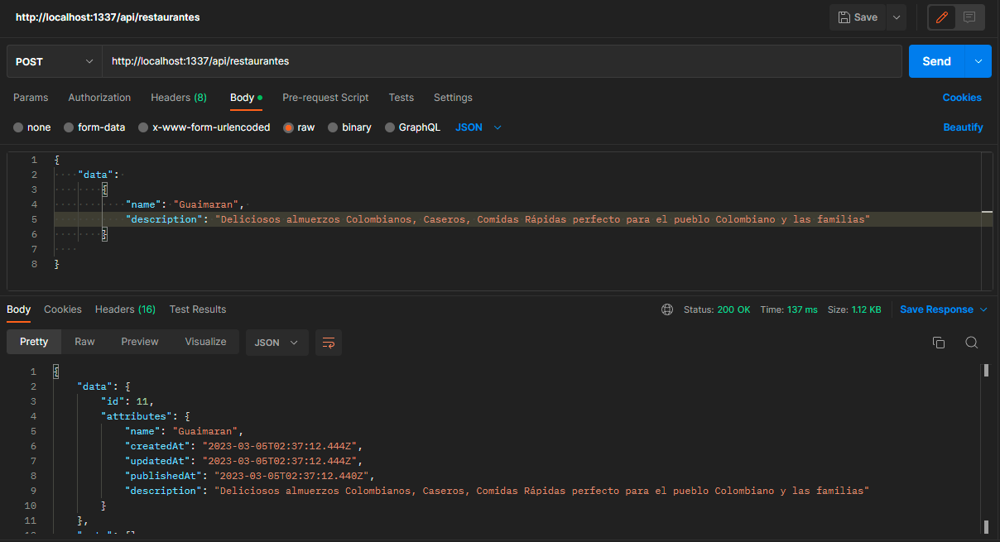 http://localhost:1337/api/restaurantes Save
POST http://localhost:1337/api/restaurantes Send
Params Authorization Headers (8) Body Pre-request Script Tests Settings Cookies
none form-data x-www-form-urlencoded raw binary GraphQL JSON Beautify
1 {
2 "data":
3 {
4 "name": "Guaimaran",
5 "description": "Deliciosos almuerzos Colombianos, Caseros, Comidas Rápidas perfecto para el pueblo Colombiano y las familias"
6 }
7
8 }
Body Cookies Headers (16) Test Results Status: 200 OK Time: 137 ms Size: 1.12 KB Save Response
Pretty Raw Preview Visualize JSON
1 {
2 "data": {
3 "id": 11,
4 "attributes": {
5 "name": "Guaimaran",
6 "createdAt": "2023-03-05T02:37:12.444Z",
7 "updatedAt": "2023-03-05T02:37:12.444Z",
8 "publishedAt": "2023-03-05T02:37:12.440Z",
9 "description": "Deliciosos almuerzos Colombianos, Caseros, Comidas Rápidas perfecto para el pueblo Colombiano y las familias"
10 }
11 },